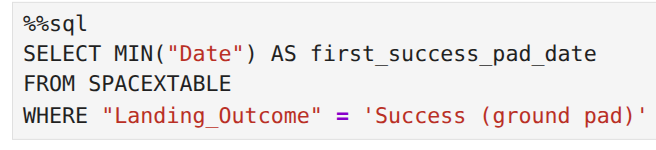 %%sql
SELECT MIN("Date") AS first_success_pad_date
FROM SPACEXTABLE
WHERE "Landing_Outcome" = 'Success (ground pad)'